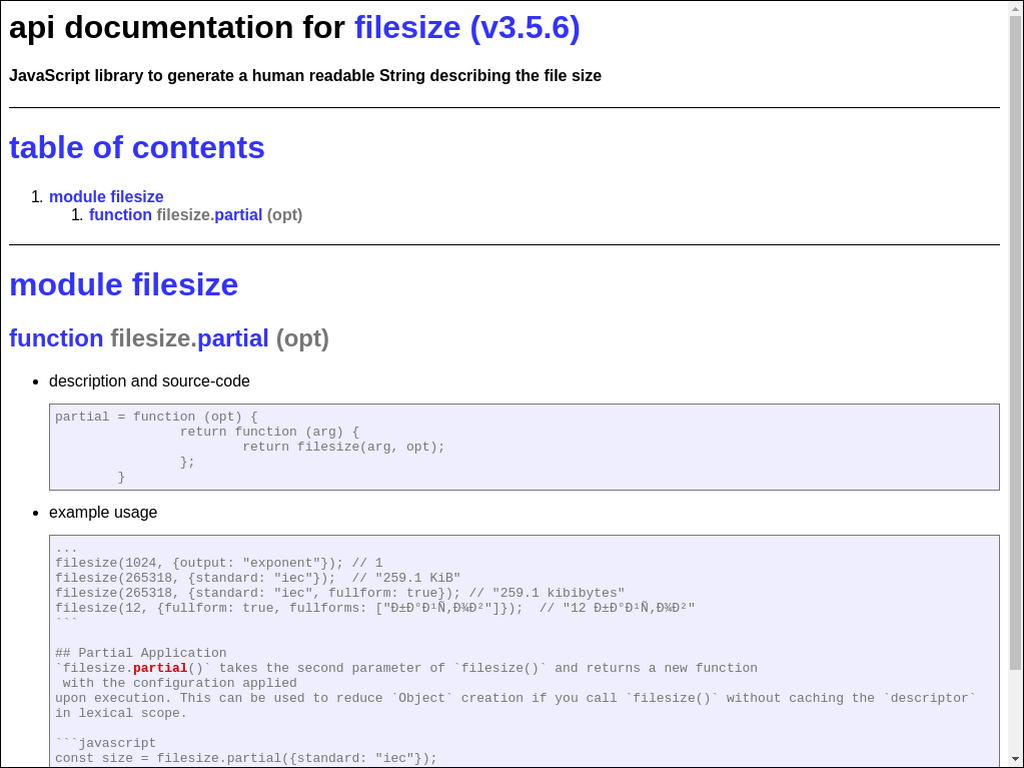 api documentation for filesize (v3.5.6)
JavaScript library to generate a human readable String describing the file size
table of contents
1. module filesize
1. function filesize.partial (opt)
module filesize
function filesize.partial (opt)
• description and source-code
partial = function (opt) {
return function (arg) {
return filesize(arg, opt);
};
}
• example usage
...
filesize(1024, {output: "exponent"}); // 1
filesize(265318, {standard: "iec"});  // "259.1 KiB"
filesize(265318, {standard: "iec", fullform: true}); // "259.1 kibibytes"
filesize(12, {fullform: true, fullforms: ["Ð±Ð°Ð¹Ñ‚Ð¾Ð²"]});  // "12 Ð±Ð°Ð¹Ñ‚Ð¾Ð²"
```
## Partial Application
`filesize.partial()` takes the second parameter of `filesize()` and returns a new function
with the configuration applied
upon execution. This can be used to reduce `Object` creation if you call `filesize()` without caching the `descriptor`
in lexical scope.
```javascript
const size = filesize.partial({standard: "iec"});